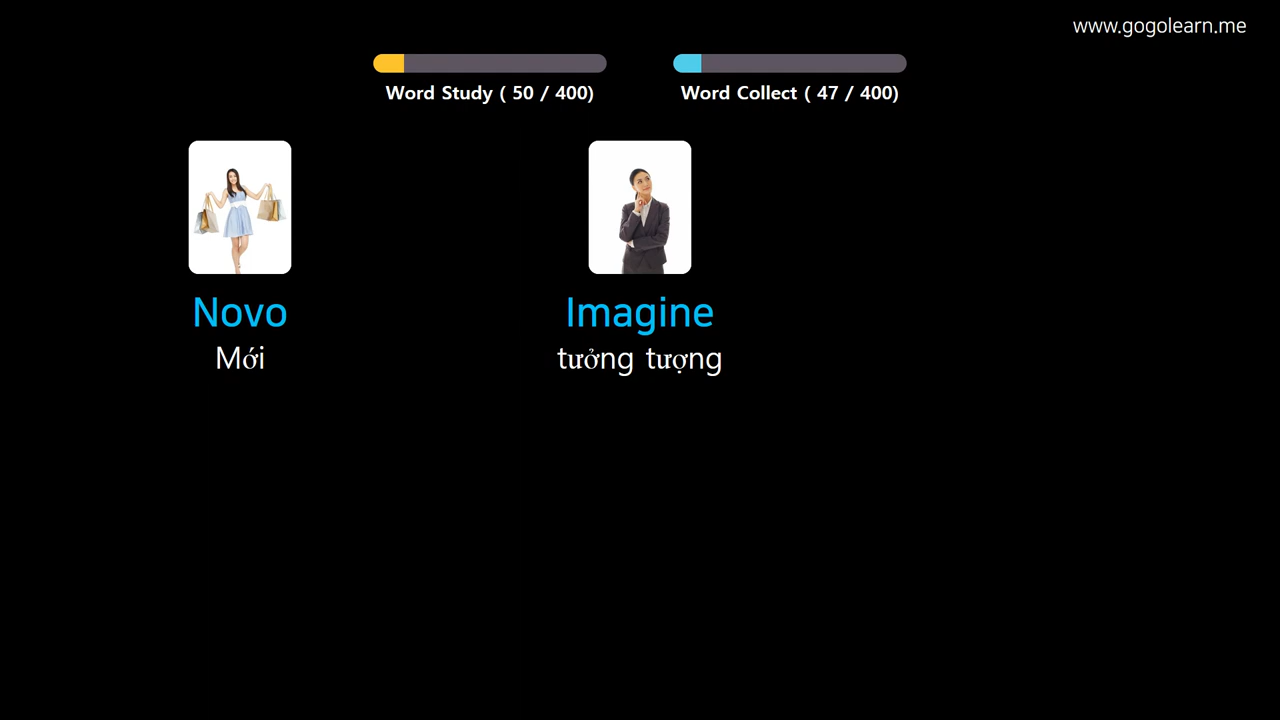 www.gogolearn.me
Word Study ( 50 / 400)
Word Collect ( 47 / 400)
Novo
Mới
Imagine
tưởng tượng